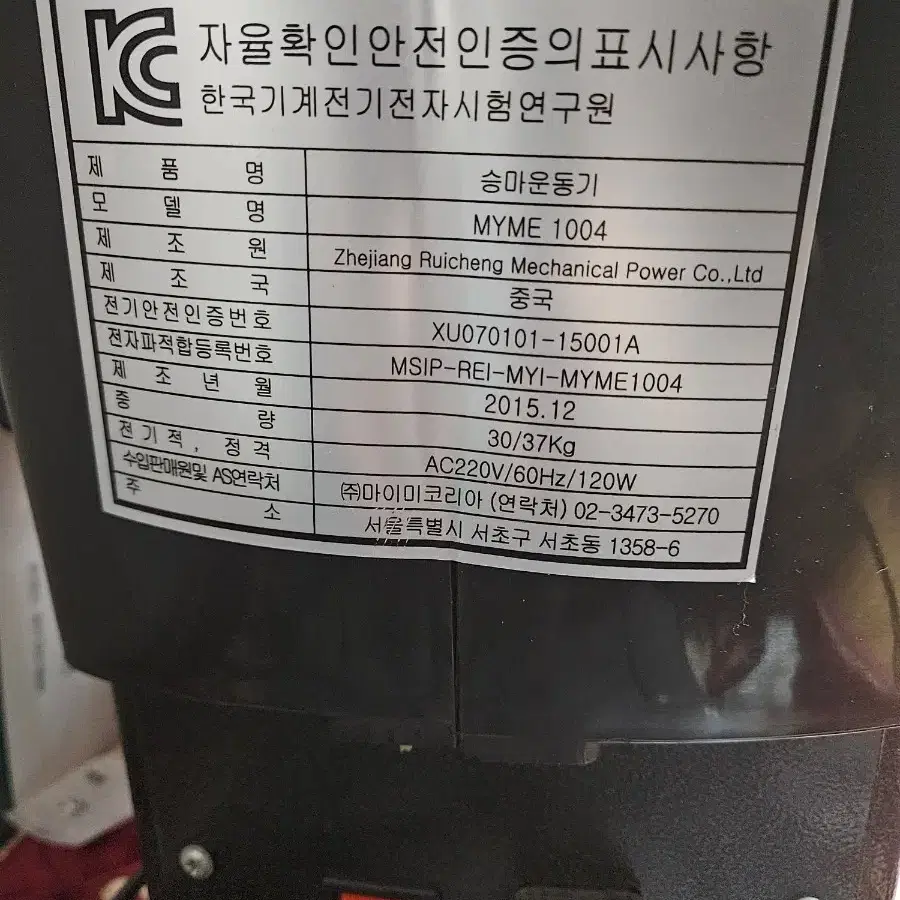 KC 자율확인안전인증의표시사항
한국기계전기전자시험연구원
제 품 명 승마운동기
모 델 명 MYME 1004
제 조 원 Zhejiang Ruicheng Mechanical Power Co.,Ltd
제 조 국 중국
전기안전인증번호 XU070101-15001A
전자파적합등록번호 MSIP-REI-MYI-MYME1004
제 조 년 월 2015.12
중 량 30/37Kg
전기적, 정격 AC220V/60Hz/120W
수입판매원및 AS연락처 ㈜마이미코리아 (연락처) 02-3473-5270
주 소 서울특별시 서초구 서초동 1358-6